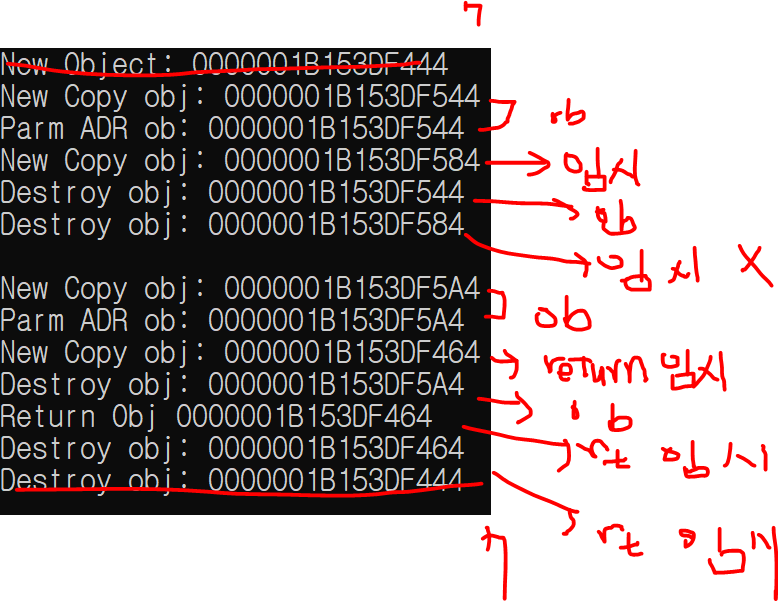 New Object: 0000001B153DF444
New Copy obj: 0000001B153DF544
Parm ADR ob: 0000001B153DF544 ob
New Copy obj: 0000001B153DF584 임시
Destroy obj: 0000001B153DF544 ob
Destroy obj: 0000001B153DF584 임시 X
New Copy obj: 0000001B153DF5A4
Parm ADR ob: 0000001B153DF5A4 ob
New Copy obj: 0000001B153DF464 return 임시
Destroy obj: 0000001B153DF5A4 ob
Return Obj 0000001B153DF464 rt 임시
Destroy obj: 0000001B153DF464 rt 임시
Destroy obj: 0000001B153DF444